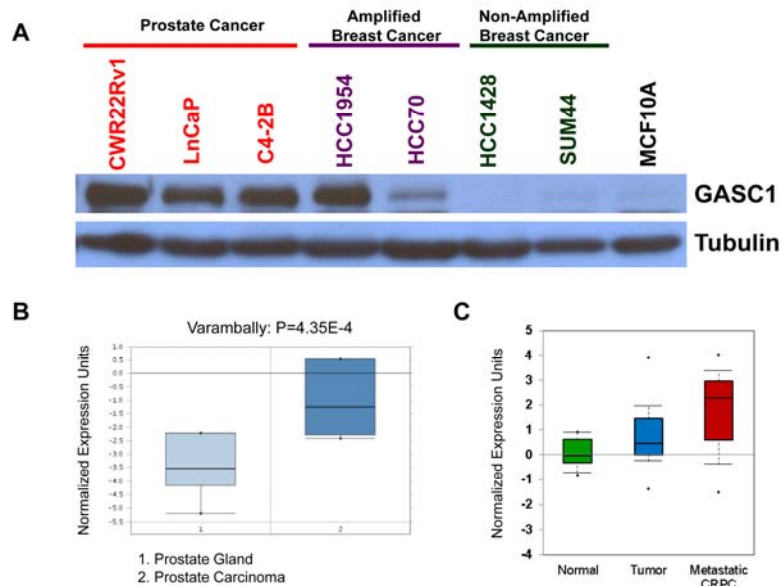 A
Prostate Cancer
Amplified
Breast Cancer
Non-Amplified
Breast Cancer
CWR22Rv1
LnCaP
C4-2B
HCC1954
HCC70
HCC1428
SUM44
MCF10A
GASC1
Tubulin
B
Varambally: P=4.35E-4
Normalized Expression Units
1.0
0.5
0.0
-0.5
-1.0
-1.5
-2.0
-2.5
-3.0
-3.5
-4.0
-4.5
-5.0
-5.5
1
2
1. Prostate Gland
2. Prostate Carcinoma
C
Normalized Expression Units
5
4
3
2
1
0
-1
-2
-3
-4
Normal
Tumor
Metastatic
CRPC